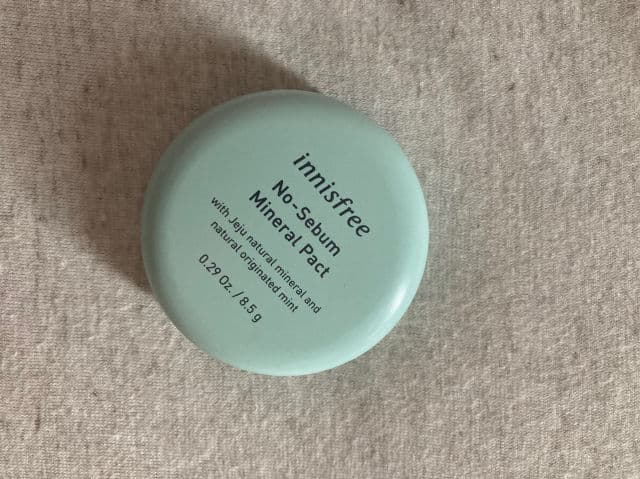 innisfree
No-Sebum
Mineral Pact
with Jeju natural mineral and
natural originated mint
0.29 Oz. / 8.5 g